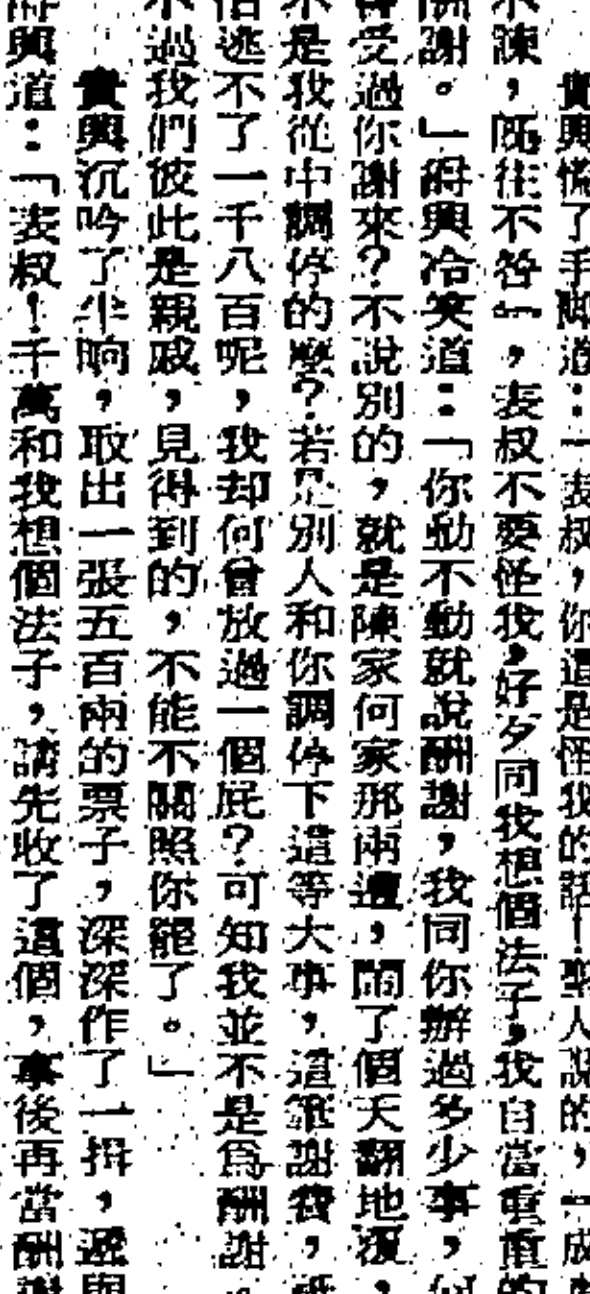 貴興慌了手脚道：「表叔，你這是怪我的話！聖人說的，『成事
不諫，既往不咎』，表叔不要怪我，好歹同我想個法子，我自當重重的
酬謝。」爵興冷笑道：「你動不動就說酬謝，我同你辦過多少事，何
嘗受過你謝來？不說別的，就是陳家何家那兩遭，鬧了個天翻地覆，
不是我從中調停的麼？若是別人和你調停下這等大事，這筆謝費，
怕逃不了一千八百呢，我却何曾放過一個屁？可知我並不是爲酬謝。
不過我們彼此是親戚，見得到的，不能不關照你罷了。」
貴興沉吟了半晌，取出一張五百兩的票子，深深作了一揖，遞與
爵興道：「表叔！千萬和我想個法子，請先收了這個，事後再當酬謝